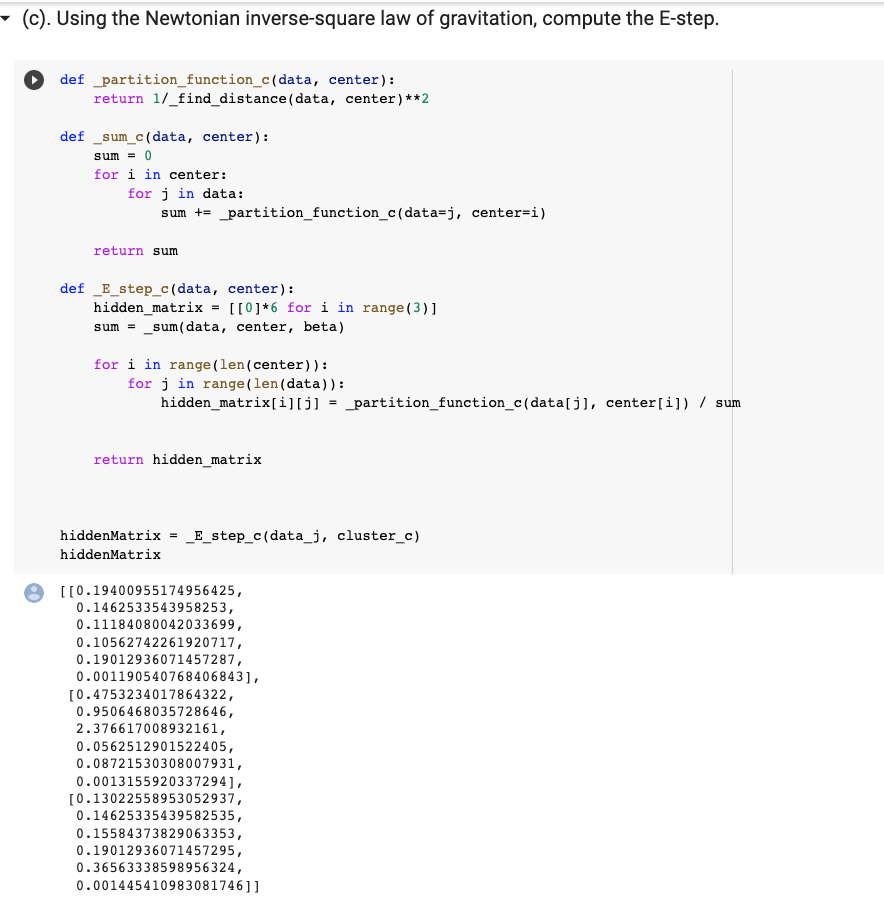 (c). Using the Newtonian inverse-square law of gravitation, compute the E-step.
def _partition_function_c(data, center):
    return 1/_find_distance(data, center)**2
def _sum_c(data, center):
    sum = 0
    for i in center:
        for j in data:
            sum += _partition_function_c(data=j, center=i)
    return sum
def _E_step_c(data, center):
    hidden_matrix = [[0]*6 for i in range(3)]
    sum = _sum(data, center, beta)
    for i in range(len(center)):
        for j in range(len(data)):
            hidden_matrix[i][j] = _partition_function_c(data[j], center[i]) / sum
    return hidden_matrix
hiddenMatrix = _E_step_c(data_j, cluster_c)
hiddenMatrix
[[0.19400955174956425,
  0.1462533543958253,
  0.11184080042033699,
  0.10562742261920717,
  0.19012936071457287,
  0.001190540768406843],
 [0.4753234017864322,
  0.9506468035728646,
  2.376617008932161,
  0.0562512901522405,
  0.08721530308007931,
  0.0013155920337294],
 [0.13022558953052937,
  0.14625335439582535,
  0.15584373829063353,
  0.19012936071457295,
  0.36563338598956324,
  0.001445410983081746]]